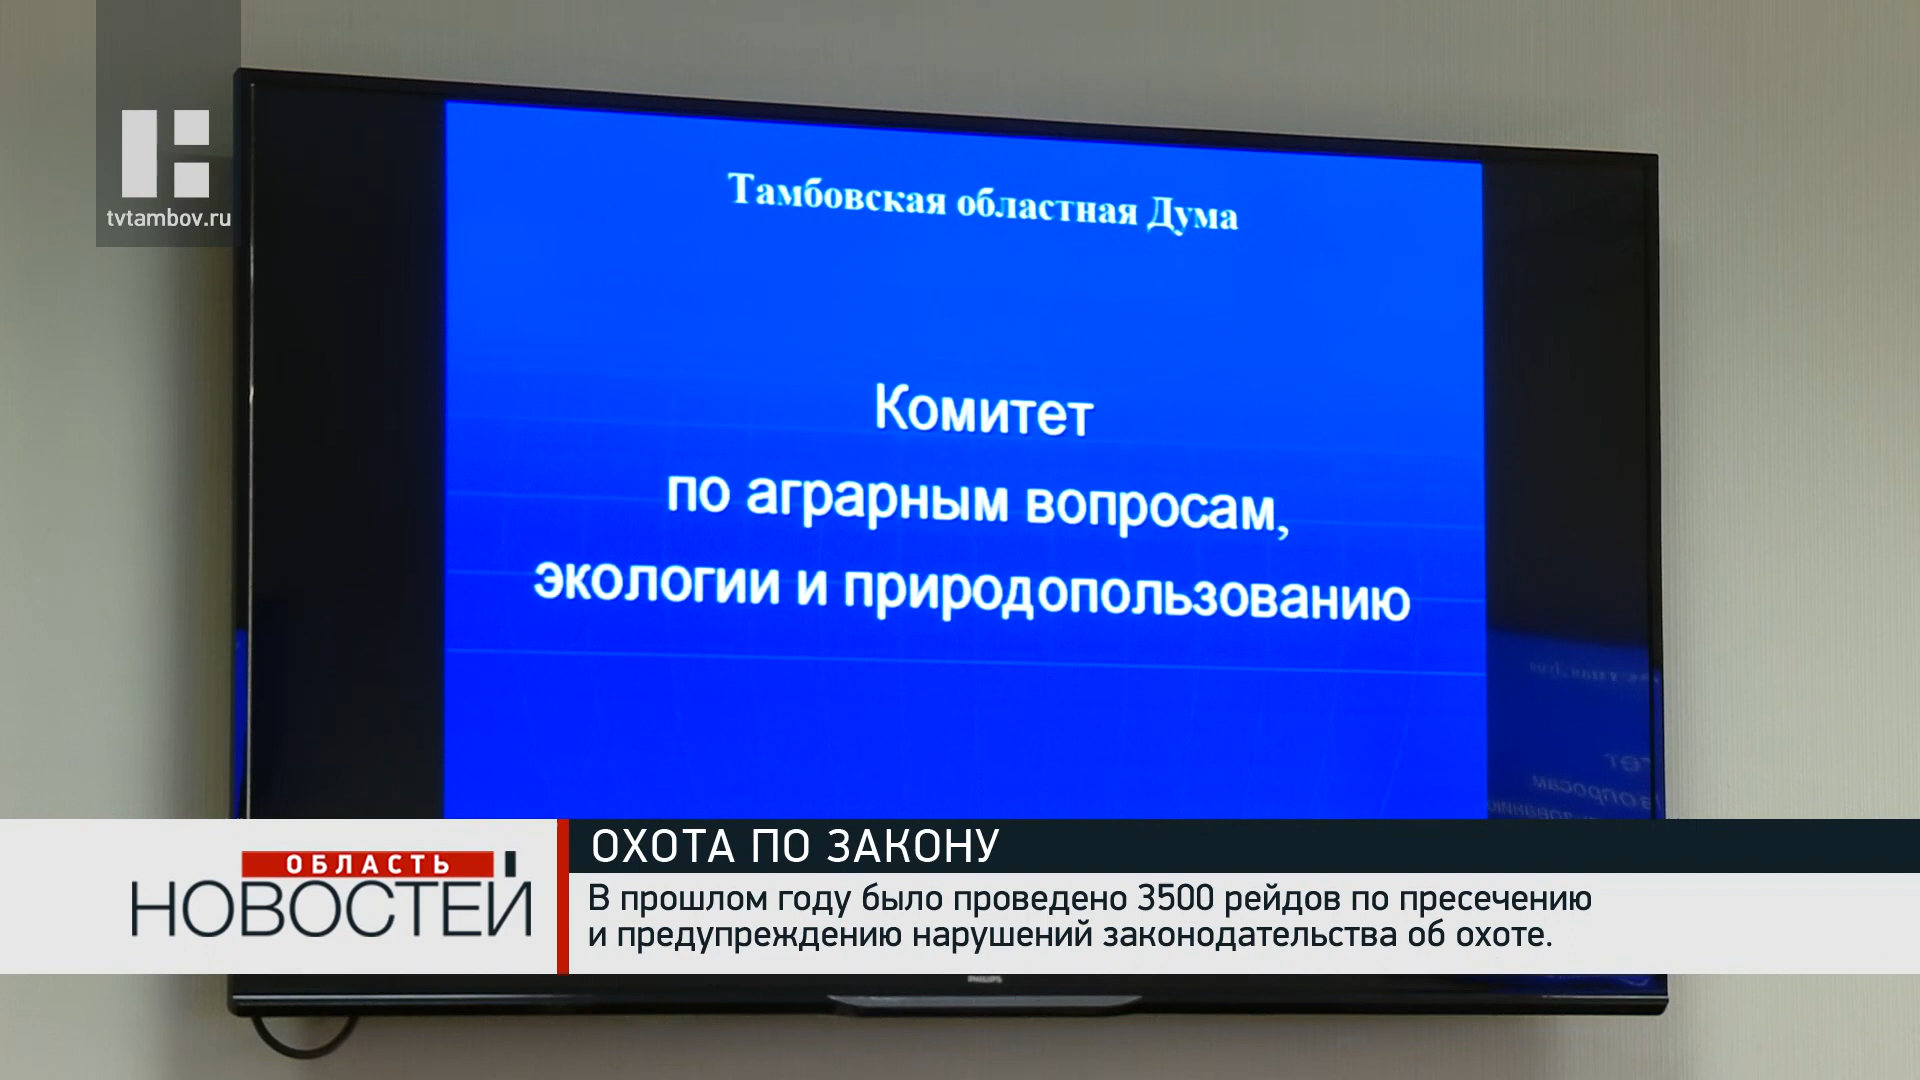 tvtambov.ru
Тамбовская областная Дума
Комитет
по аграрным вопросам,
экологии и природопользованию
ОБЛАСТЬ
НОВОСТЕЙ
ОХОТА ПО ЗАКОНУ
В прошлом году было проведено 3500 рейдов по пресечению
и предупреждению нарушений законодательства об охоте.
PHILIPS